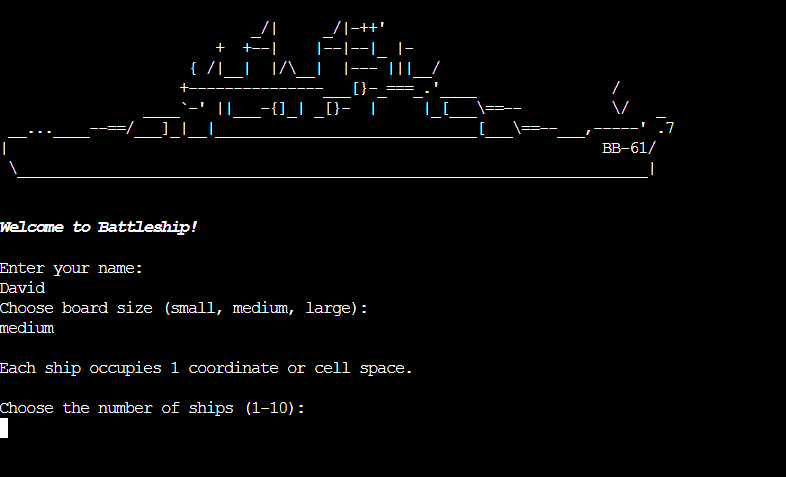 BB-61
Welcome to Battleship!
Enter your name:
David
Choose board size (small, medium, large):
medium
Each ship occupies 1 coordinate or cell space.
Choose the number of ships (1-10):